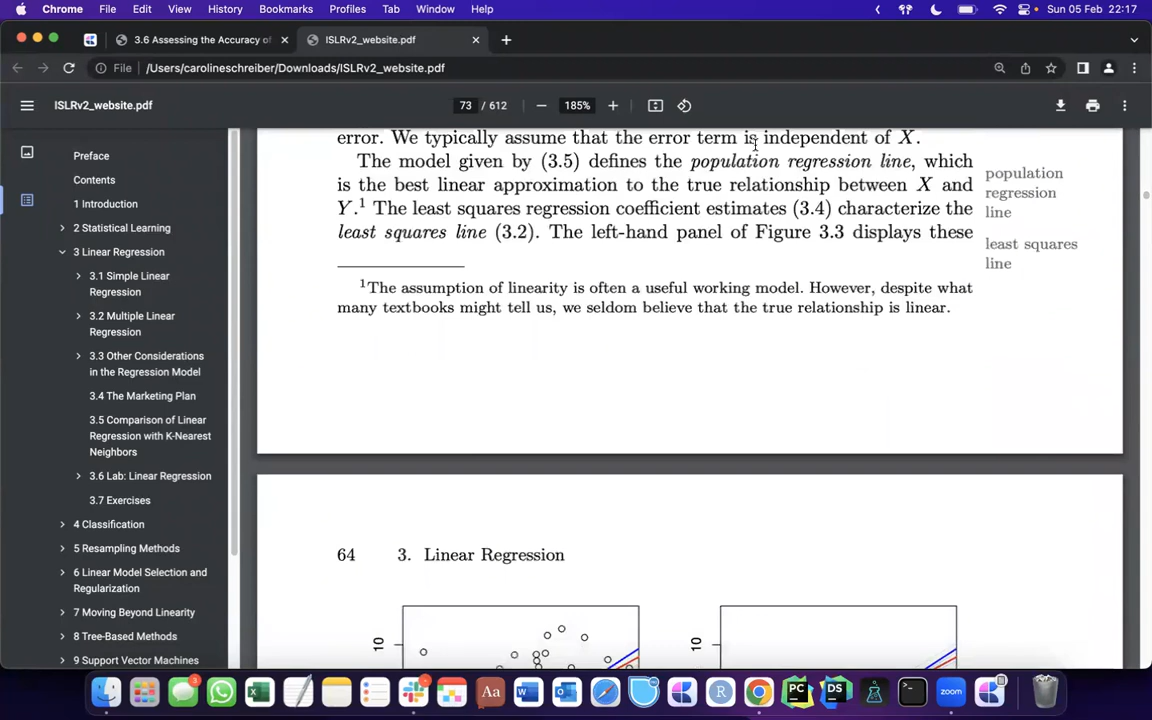 Chrome File Edit View History Bookmarks Profiles Tab Window Help Sun 05 Feb 22:17
3.6 Assessing the Accuracy of
ISLRv2_website.pdf
File /Users/carolineschreiber/Downloads/ISLRv2_website.pdf
ISLRv2_website.pdf 73 / 612 185%
Preface
Contents
1 Introduction
2 Statistical Learning
3 Linear Regression
3.1 Simple Linear
Regression
3.2 Multiple Linear
Regression
3.3 Other Considerations
in the Regression Model
3.4 The Marketing Plan
3.5 Comparison of Linear
Regression with K-Nearest
Neighbors
3.6 Lab: Linear Regression
3.7 Exercises
4 Classification
5 Resampling Methods
6 Linear Model Selection and
Regularization
7 Moving Beyond Linearity
8 Tree-Based Methods
9 Support Vector Machines
error. We typically assume that the error term is independent of X.
The model given by (3.5) defines the population regression line, which
is the best linear approximation to the true relationship between X and
Y.¹ The least squares regression coefficient estimates (3.4) characterize the
least squares line (3.2). The left-hand panel of Figure 3.3 displays these
population
regression
line
least squares
line
¹The assumption of linearity is often a useful working model. However, despite what
many textbooks might tell us, we seldom believe that the true relationship is linear.
64 3. Linear Regression
10
10
3
Aa
W
R
PC
DS
zoom